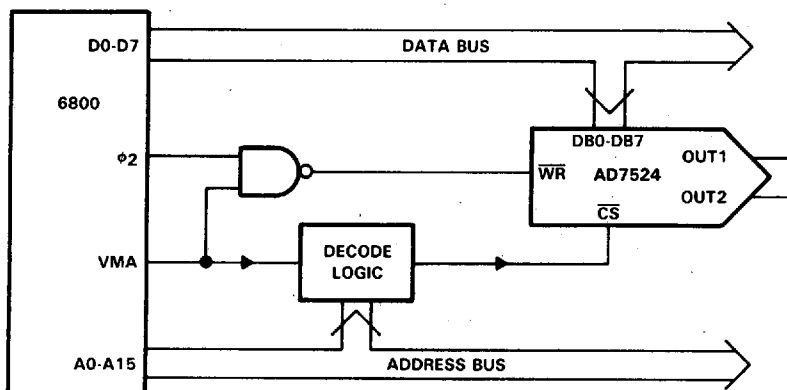 D0-D7
DATA BUS
6800
DB0-DB7
φ2
OUT1
WR
AD7524
OUT2
CS
VMA
DECODE
LOGIC
A0-A15
ADDRESS BUS